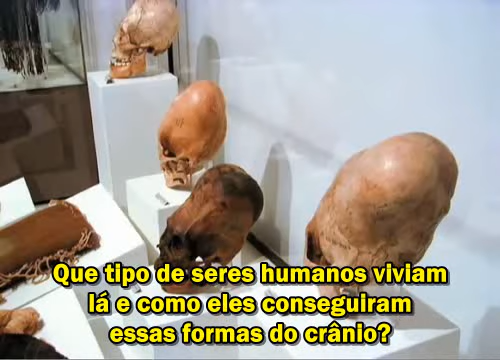 Que tipo de seres humanos viviam
lá e como eles conseguiram
essas formas do crânio?